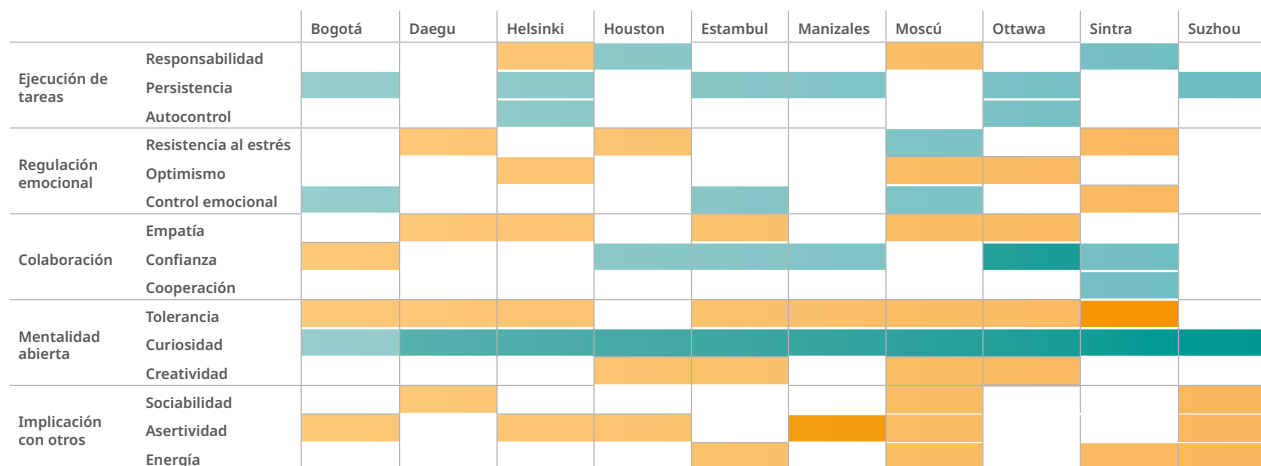 Bogotá Daegu Helsinki Houston Estambul Manizales Moscú Ottawa Sintra Suzhou
Ejecución de
tareas
Responsabilidad
Persistencia
Autocontrol
Regulación
emocional
Resistencia al estrés
Optimismo
Control emocional
Colaboración
Empatía
Confianza
Cooperación
Mentalidad
abierta
Tolerancia
Curiosidad
Creatividad
Implicación
con otros
Sociabilidad
Asertividad
Energía